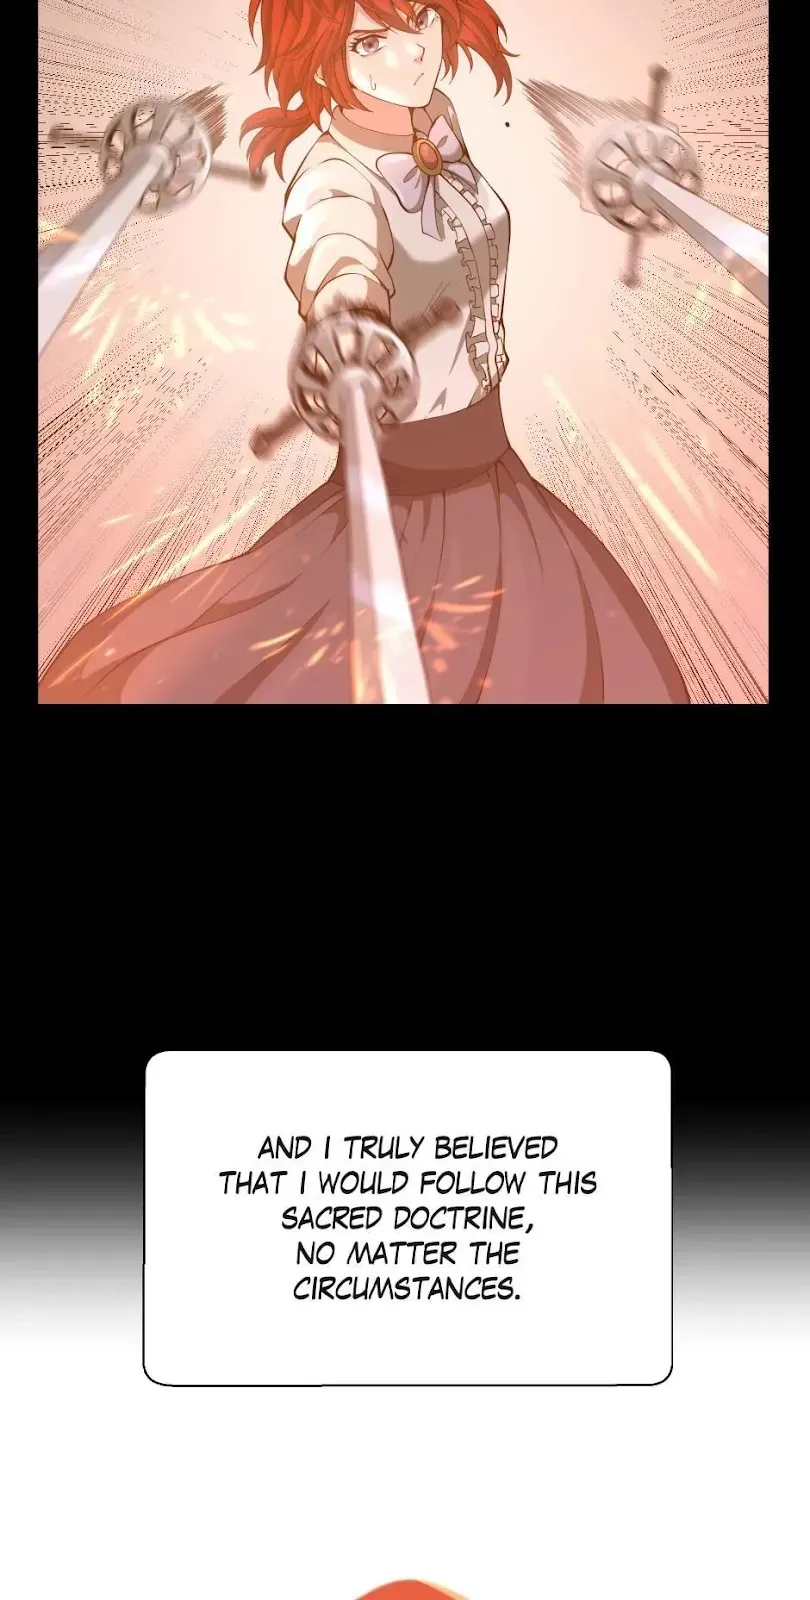 AND I TRULY BELIEVED
THAT I WOULD FOLLOW THIS
SACRED DOCTRINE,
NO MATTER THE
CIRCUMSTANCES.